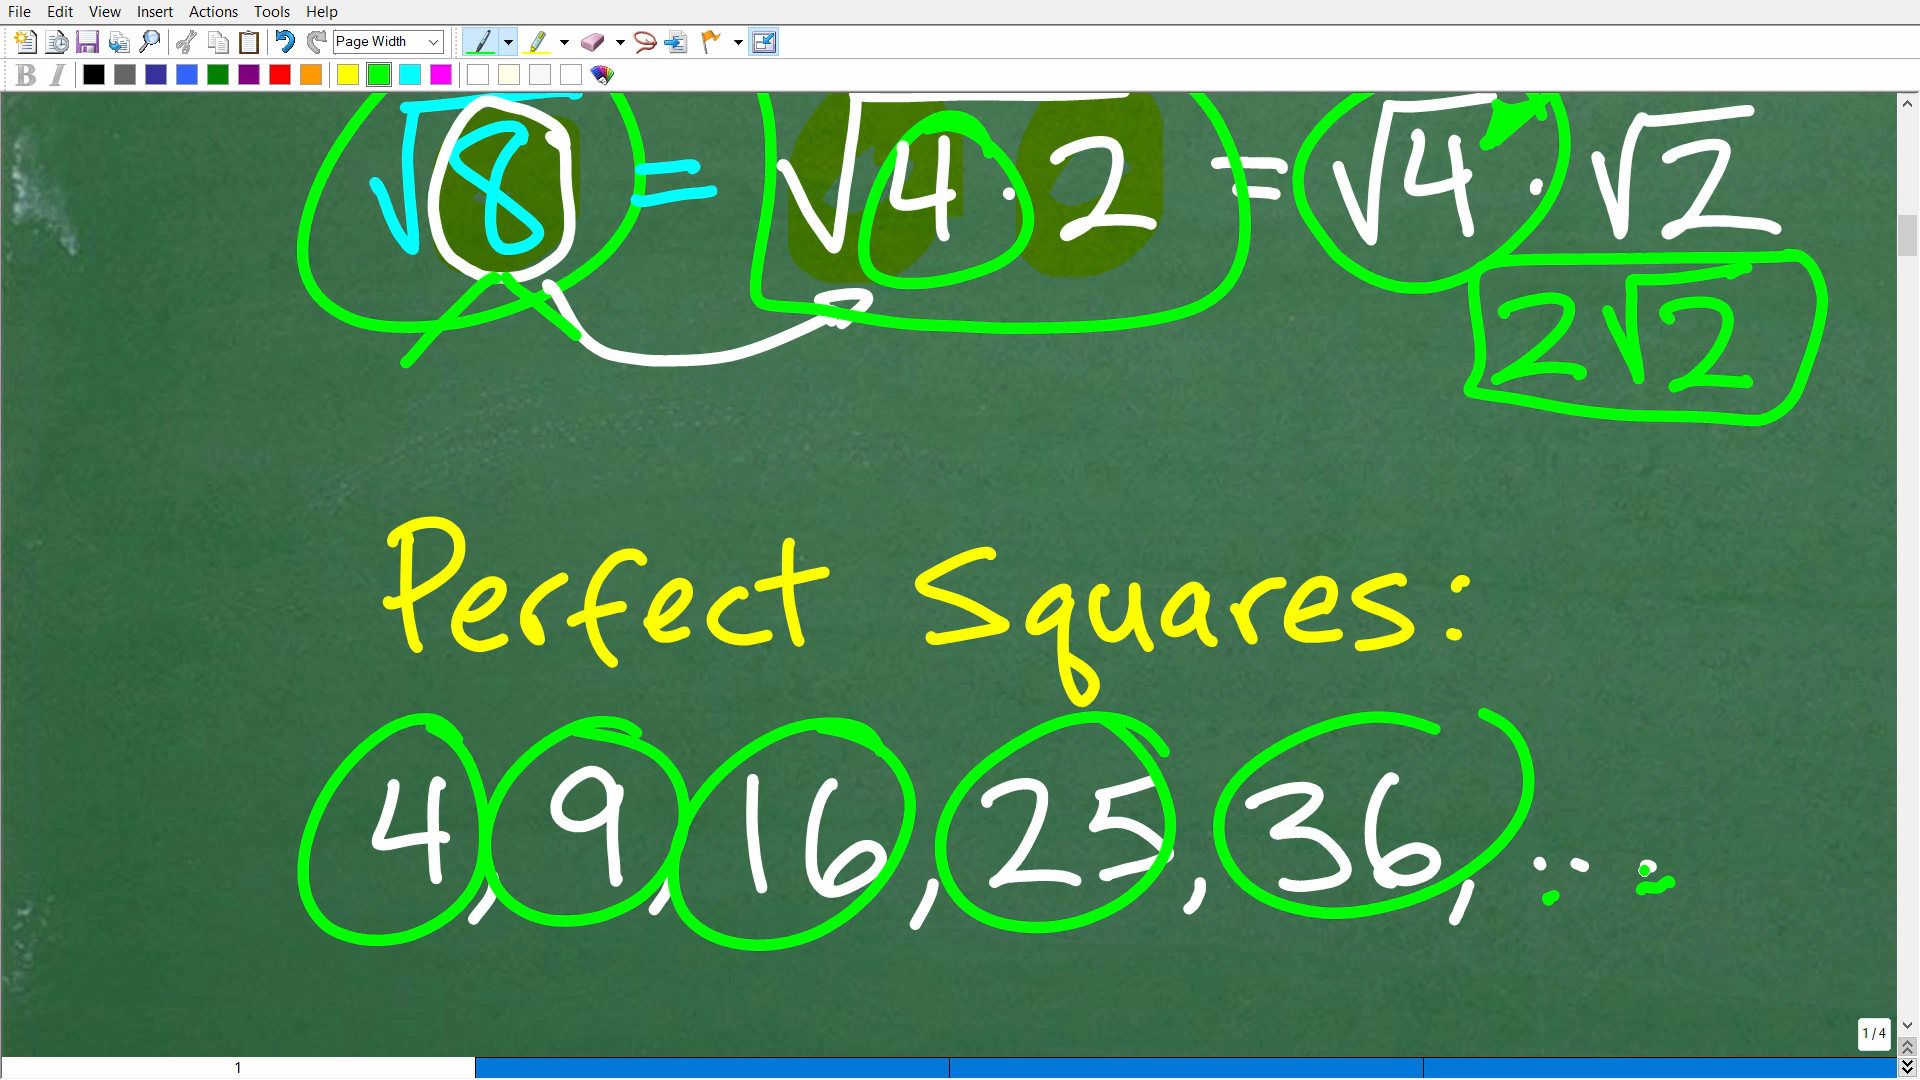 File Edit View Insert Actions Tools Help
Page Width
B I
√8 = √4·2 = √4 · √2
2√2
Perfect Squares:
4, 9, 16, 25, 36, ...
1 / 4
1